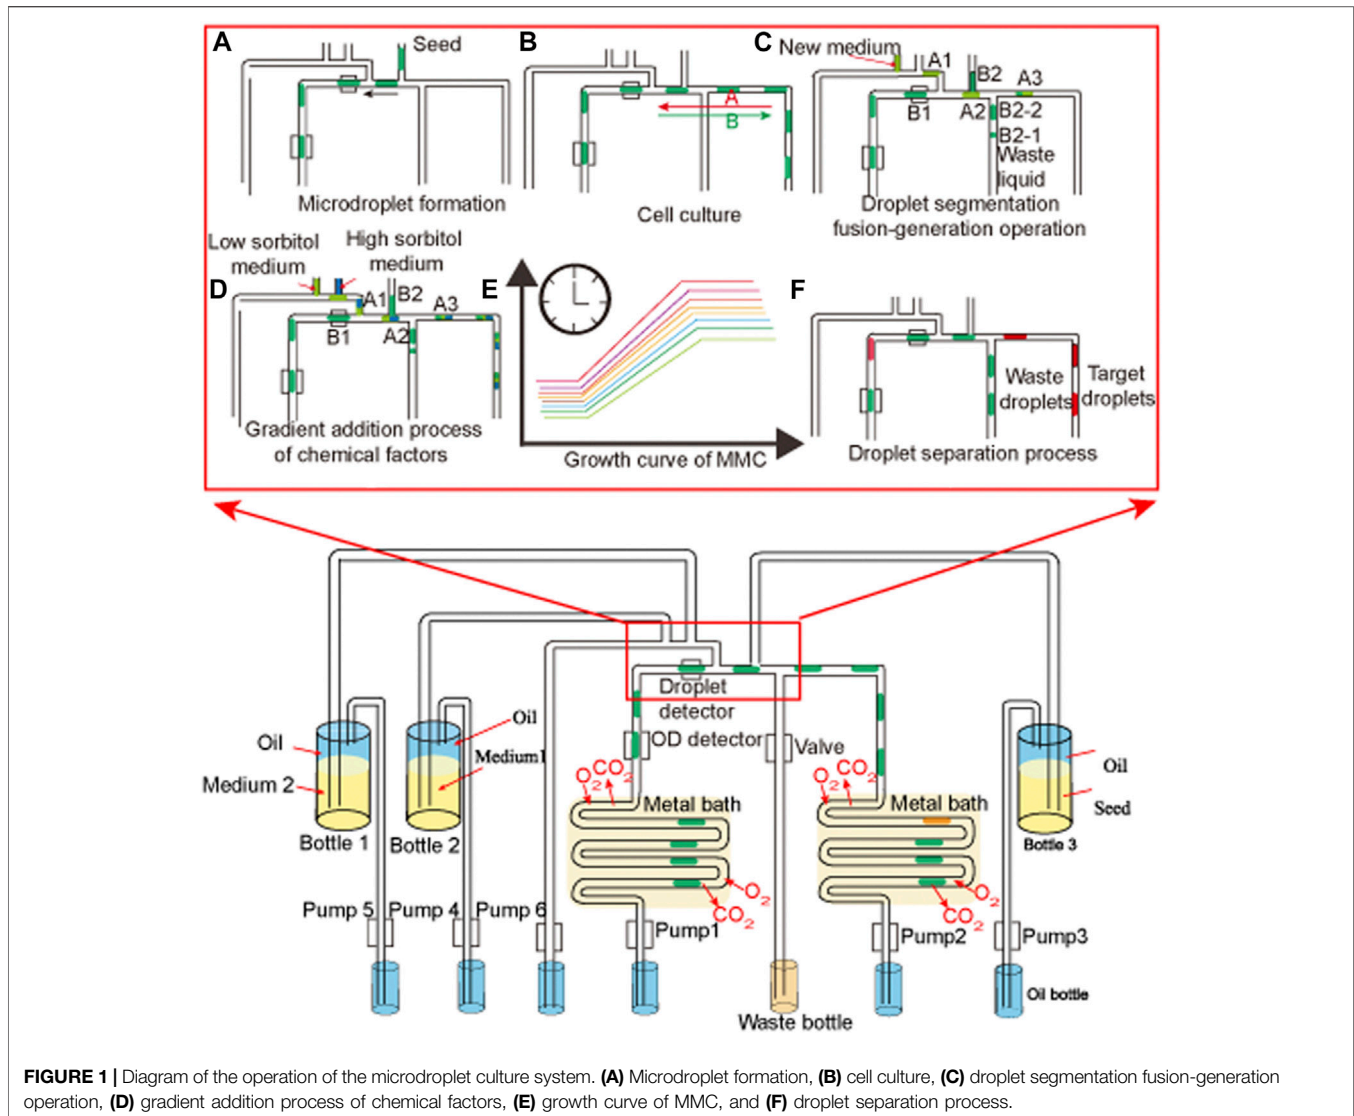 A
Seed
Microdroplet formation
B
A
B
Cell culture
C
New medium
A1
B2
A3
B1
A2
B2-2
B2-1
Waste
liquid
Droplet segmentation
fusion-generation operation
Low sorbitol
medium
High sorbitol
medium
D
A1
B2
A3
B1
A2
Gradient addition process
of chemical factors
E
Growth curve of MMC
F
Waste
droplets
Target
droplets
Droplet separation process
Droplet
detector
OD detector
Valve
Oil
Medium 2
Bottle 1
Oil
Medium1
Bottle 2
O2
CO2
Metal bath
O2
CO2
O2
CO2
Metal bath
O2
CO2
Oil
Seed
Bottle 3
Pump 5
Pump 4
Pump 6
Pump1
Pump2
Pump3
Oil bottle
Waste bottle
FIGURE 1 | Diagram of the operation of the microdroplet culture system. (A) Microdroplet formation, (B) cell culture, (C) droplet segmentation fusion-generation
operation, (D) gradient addition process of chemical factors, (E) growth curve of MMC, and (F) droplet separation process.